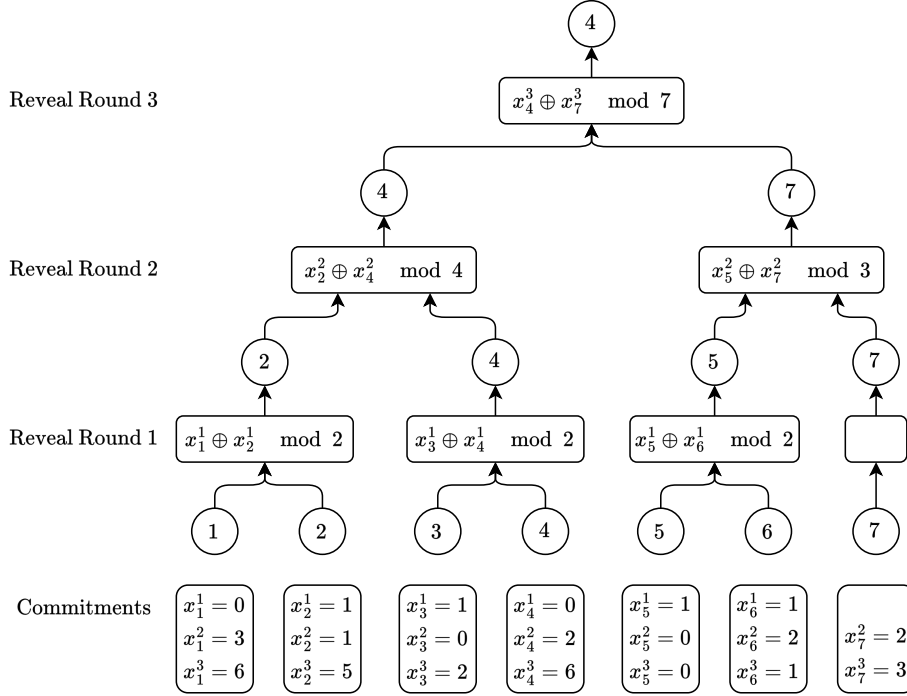 4
Reveal Round 3
x_4^3 ⊕ x_7^3 mod 7
4 7
Reveal Round 2
x_2^2 ⊕ x_4^2 mod 4 x_5^2 ⊕ x_7^2 mod 3
2 4 5 7
Reveal Round 1
x_1^1 ⊕ x_2^1 mod 2 x_3^1 ⊕ x_4^1 mod 2 x_5^1 ⊕ x_6^1 mod 2
1 2 3 4 5 6 7
Commitments
x_1^1 = 0 x_2^1 = 1 x_3^1 = 1 x_4^1 = 0 x_5^1 = 1 x_6^1 = 1
x_1^2 = 3 x_2^2 = 1 x_3^2 = 0 x_4^2 = 2 x_5^2 = 0 x_6^2 = 2 x_7^2 = 2
x_1^3 = 6 x_2^3 = 5 x_3^3 = 2 x_4^3 = 6 x_5^3 = 0 x_6^3 = 1 x_7^3 = 3